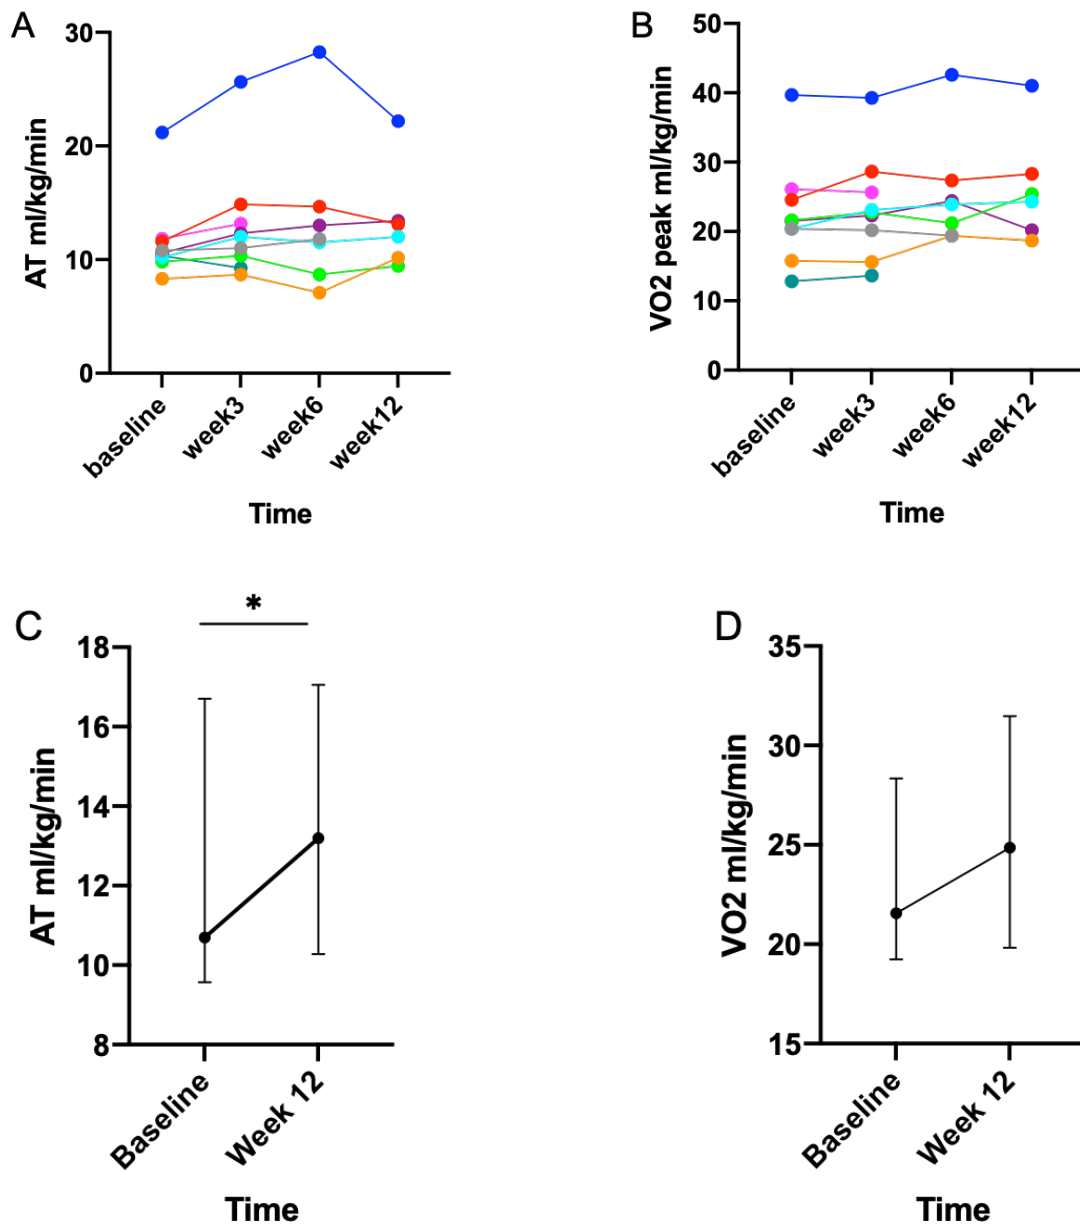 A
AT ml/kg/min
30
20
10
0
baseline
week3
week6
week12
Time
B
VO2 peak ml/kg/min
50
40
30
20
10
0
baseline
week3
week6
week12
Time
C
*
AT ml/kg/min
18
16
14
12
10
8
Baseline
Week 12
Time
D
VO2 ml/kg/min
35
30
25
20
15
Baseline
Week 12
Time